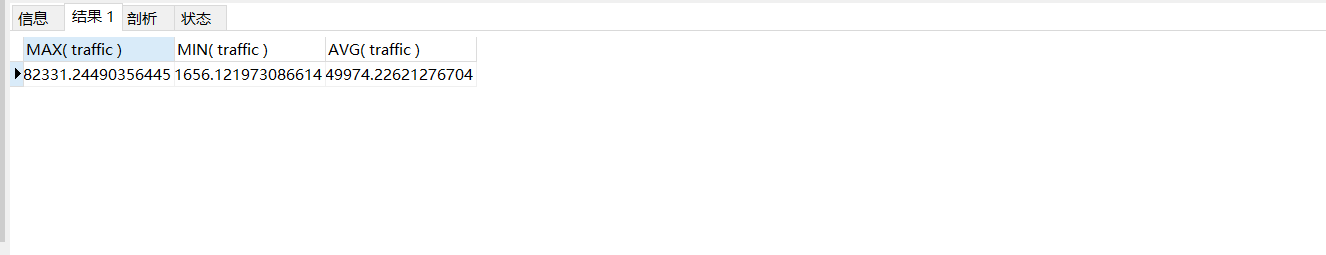 信息 结果 1 剖析 状态
MAX( traffic ) MIN( traffic ) AVG( traffic )
82331.24490356445 1656.121973086614 49974.22621276704